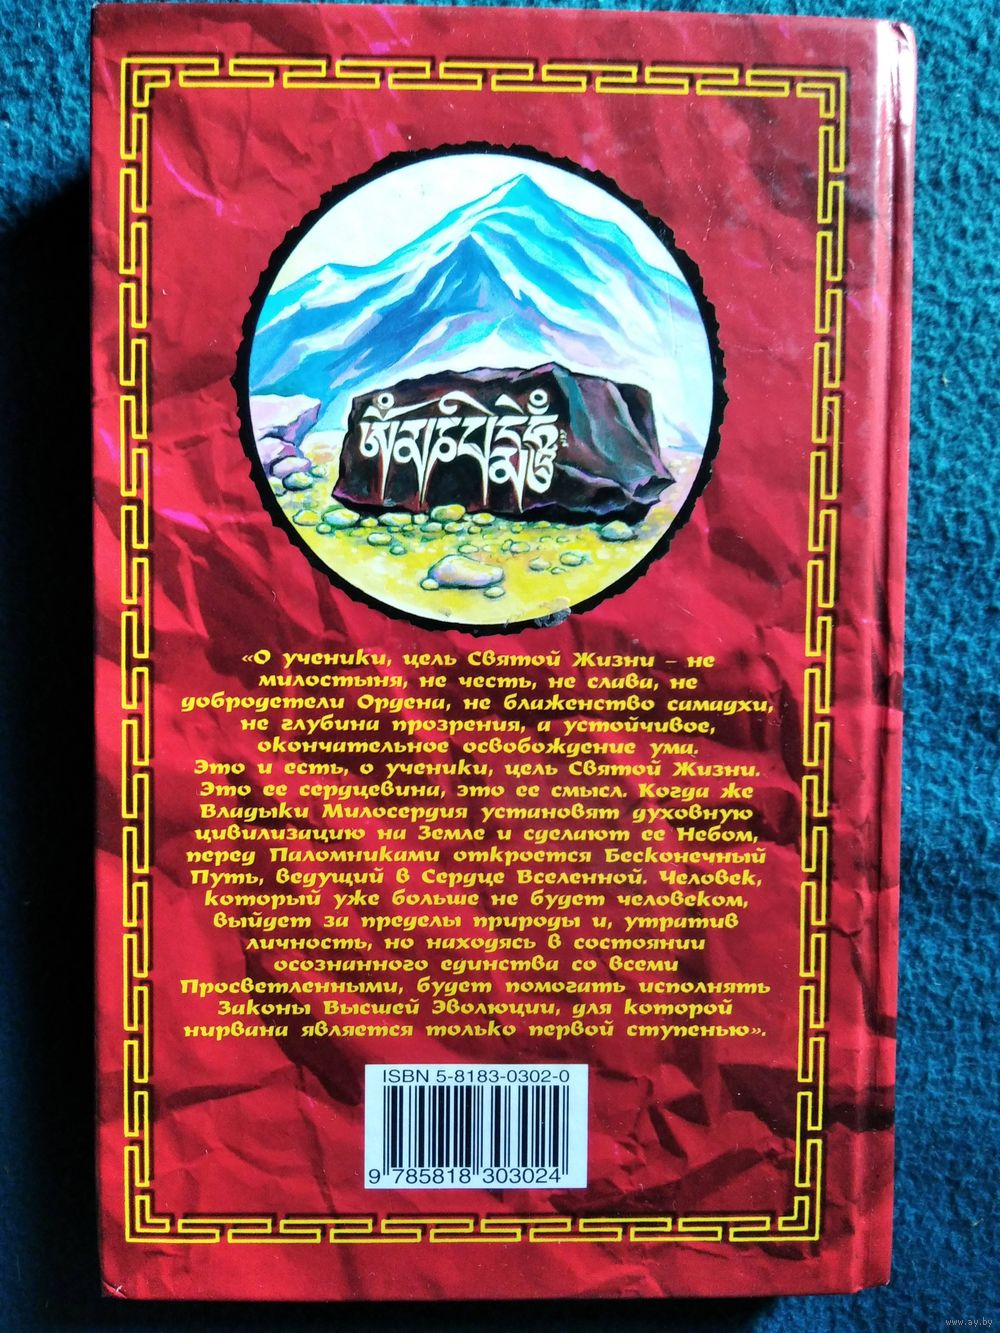 ༀམཎིཔདྨེཧཱུྃ
«О ученики, цель Святой Жизни – не
милостыня, не честь, не слава, не
добродетели Ордена, не блаженство самадхи,
не глубина прозрения, а устойчивое,
окончательное освобождение ума.
Это и есть, о ученики, цель Святой Жизни.
Это ее сердцевина, это ее смысл. Когда же
Владыки Милосердия установят духовную
цивилизацию на Земле и сделают ее Небом,
перед Паломниками откроется Бесконечный
Путь, ведущий в Сердце Вселенной. Человек,
который уже больше не будет человеком,
выйдет за пределы природы и, утратив
личность, но находясь в состоянии
осознанного единства со всеми
Просветленными, будет помогать исполнять
Законы Высшей Эволюции, для которой
нирвана является только первой ступенью».
ISBN 5-8183-0302-0
9 785818 303024
www.ay.by